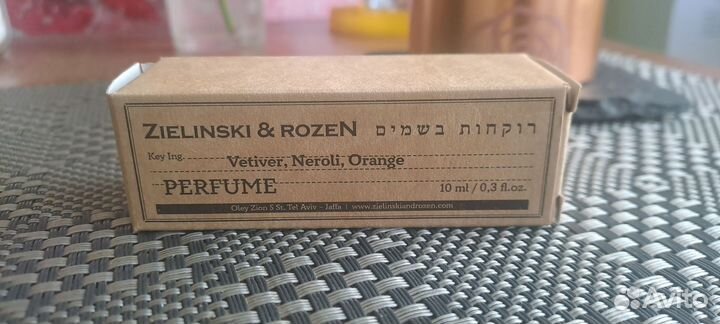 ZIELINSKI & ROZEN רוקחות בשמים
Key Ing. Vetiver, Neroli, Orange
PERFUME 10 ml / 0,3 fl.oz.
Oley Zion 5 St. Tel Aviv - Jaffa | www.zielinskiandrozen.com
Avito